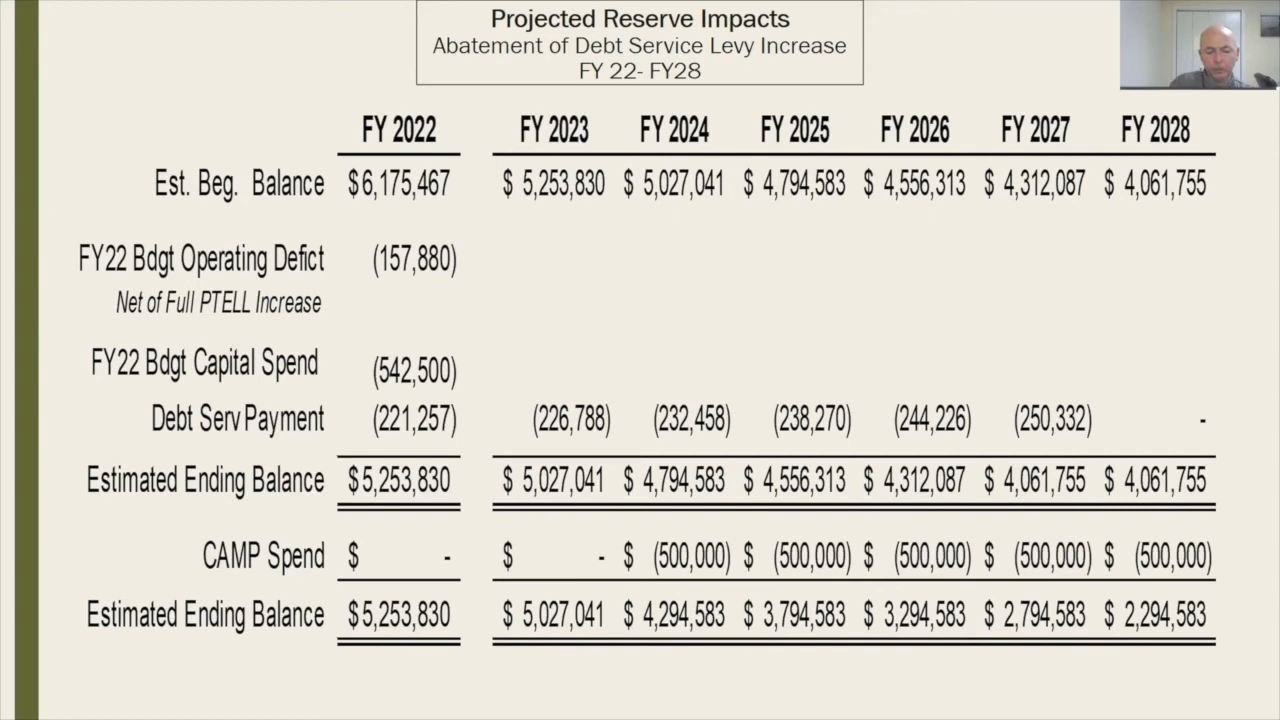 Projected Reserve Impacts
Abatement of Debt Service Levy Increase
FY 22- FY28
FY 2022 FY 2023 FY 2024 FY 2025 FY 2026 FY 2027 FY 2028
Est. Beg. Balance $6,175,467 $ 5,253,830 $ 5,027,041 $ 4,794,583 $ 4,556,313 $ 4,312,087 $ 4,061,755
FY22 Bdgt Operating Defict (157,880)
Net of Full PTELL Increase
FY22 Bdgt Capital Spend (542,500)
Debt Serv Payment (221,257) (226,788) (232,458) (238,270) (244,226) (250,332) -
Estimated Ending Balance $5,253,830 $ 5,027,041 $ 4,794,583 $ 4,556,313 $ 4,312,087 $ 4,061,755 $ 4,061,755
CAMP Spend $ - $ - $ (500,000) $ (500,000) $ (500,000) $ (500,000) $ (500,000)
Estimated Ending Balance $5,253,830 $ 5,027,041 $ 4,294,583 $ 3,794,583 $ 3,294,583 $ 2,794,583 $ 2,294,583